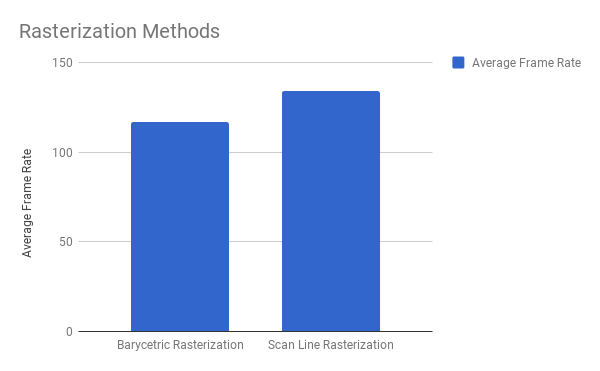 Rasterization Methods
150
100
50
0
Average Frame Rate
Barycetric Rasterization
Scan Line Rasterization
Average Frame Rate